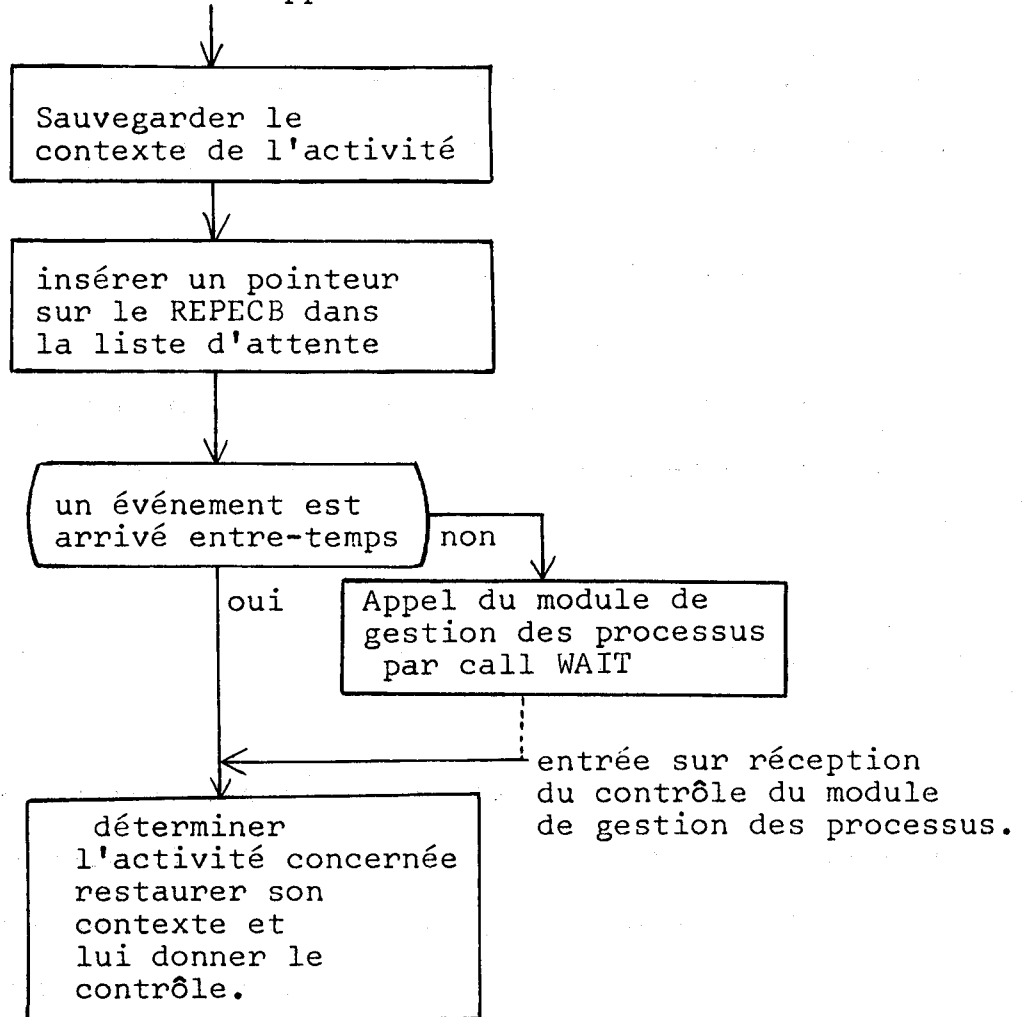 Sauvegarder le
contexte de l'activité
insérer un pointeur
sur le REPECB dans
la liste d'attente
un événement est
arrivé entre-temps
non
oui
Appel du module de
gestion des processus
par call WAIT
entrée sur réception
du contrôle du module
de gestion des processus.
déterminer
l'activité concernée
restaurer son
contexte et
lui donner le
contrôle.